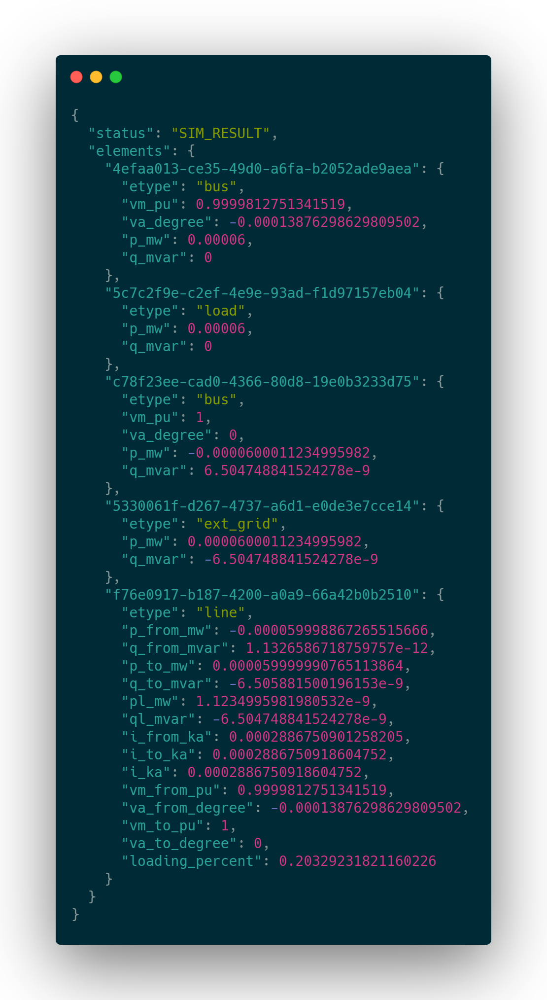 {
  "status": "SIM_RESULT",
  "elements": {
    "4efaa013-ce35-49d0-a6fa-b2052ade9aea": {
      "etype": "bus",
      "vm_pu": 0.9999812751341519,
      "va_degree": -0.00013876298629809502,
      "p_mw": 0.00006,
      "q_mvar": 0
    },
    "5c7c2f9e-c2ef-4e9e-93ad-f1d97157eb04": {
      "etype": "load",
      "p_mw": 0.00006,
      "q_mvar": 0
    },
    "c78f23ee-cad0-4366-80d8-19e0b3233d75": {
      "etype": "bus",
      "vm_pu": 1,
      "va_degree": 0,
      "p_mw": -0.0000600011234995982,
      "q_mvar": 6.504748841524278e-9
    },
    "5330061f-d267-4737-a6d1-e0de3e7cce14": {
      "etype": "ext_grid",
      "p_mw": 0.0000600011234995982,
      "q_mvar": -6.504748841524278e-9
    },
    "f76e0917-b187-4200-a0a9-66a42b0b2510": {
      "etype": "line",
      "p_from_mw": -0.000059998867265515666,
      "q_from_mvar": 1.1326586718759757e-12,
      "p_to_mw": 0.000059999990765113864,
      "q_to_mvar": -6.505881500196153e-9,
      "pl_mw": 1.1234995981980532e-9,
      "ql_mvar": -6.504748841524278e-9,
      "i_from_ka": 0.0002886750901258205,
      "i_to_ka": 0.0002886750918604752,
      "i_ka": 0.0002886750918604752,
      "vm_from_pu": 0.9999812751341519,
      "va_from_degree": -0.00013876298629809502,
      "vm_to_pu": 1,
      "va_to_degree": 0,
      "loading_percent": 0.20329231821160226
    }
  }
}